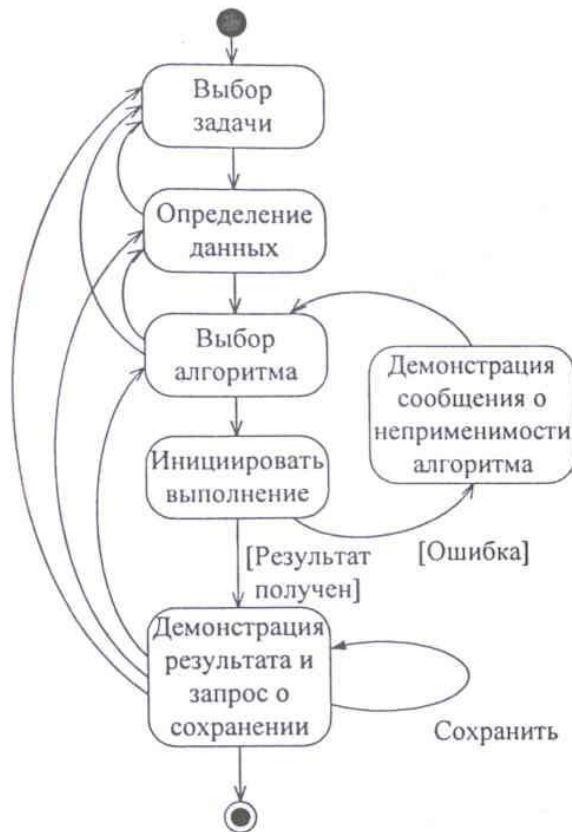 Выбор
задачи
Определение
данных
Выбор
алгоритма
Демонстрация
сообщения о
неприменимости
алгоритма
Инициировать
выполнение
[Результат
получен]
[Ошибка]
Демонстрация
результата и
запрос о
сохранении
Сохранить